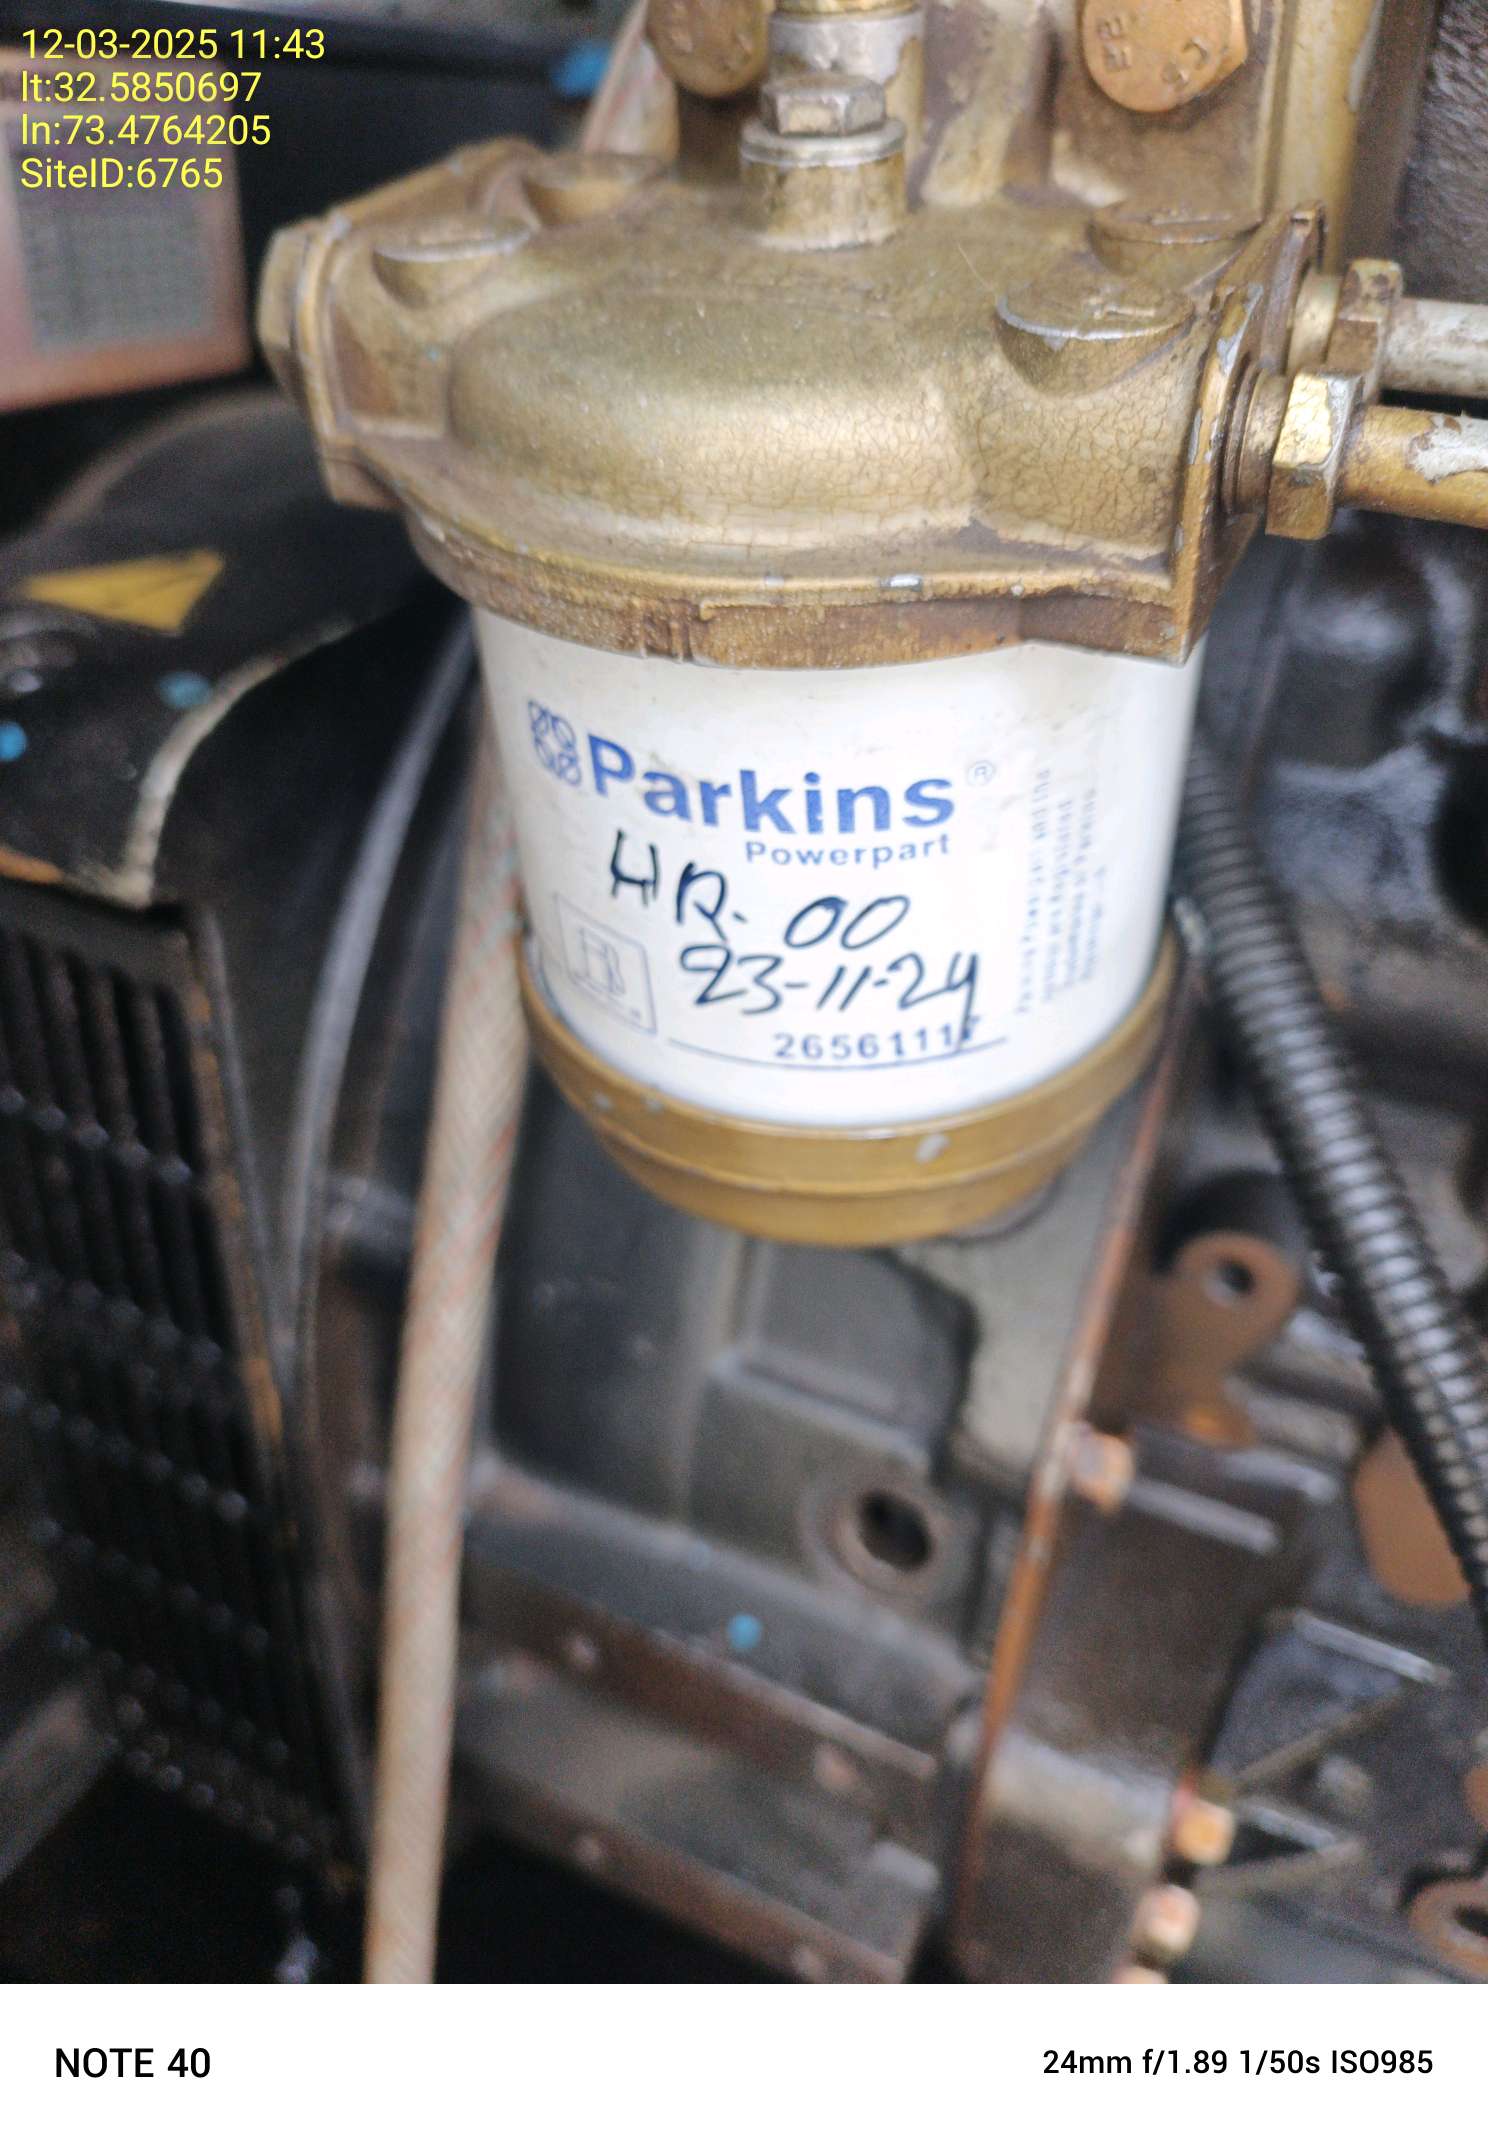 12-03-2025 11:43
lt:32.5850697
ln:73.4764205
SiteID:6765
Parkins®
Powerpart
HR. 00
23-11-24
NOTE 40
24mm f/1.89 1/50s ISO985